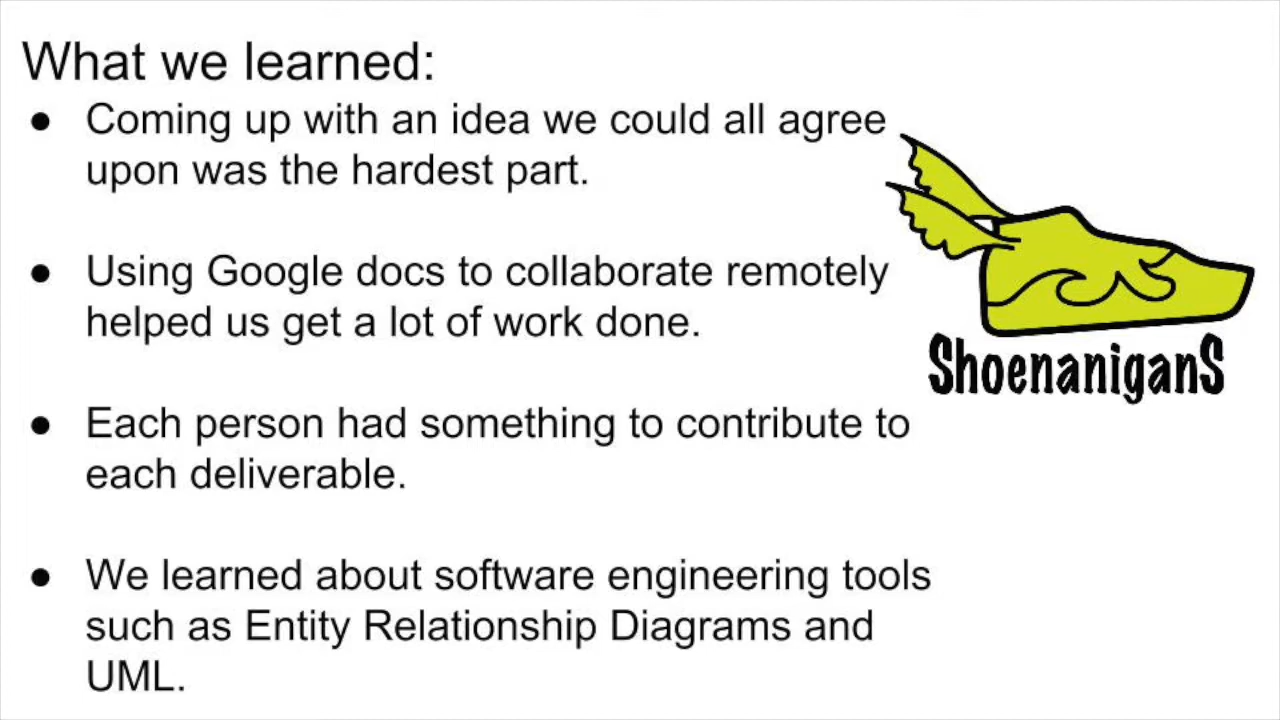 What we learned:
● Coming up with an idea we could all agree
upon was the hardest part.
● Using Google docs to collaborate remotely
helped us get a lot of work done.
● Each person had something to contribute to
each deliverable.
● We learned about software engineering tools
such as Entity Relationship Diagrams and
UML.
ShoenaniganS